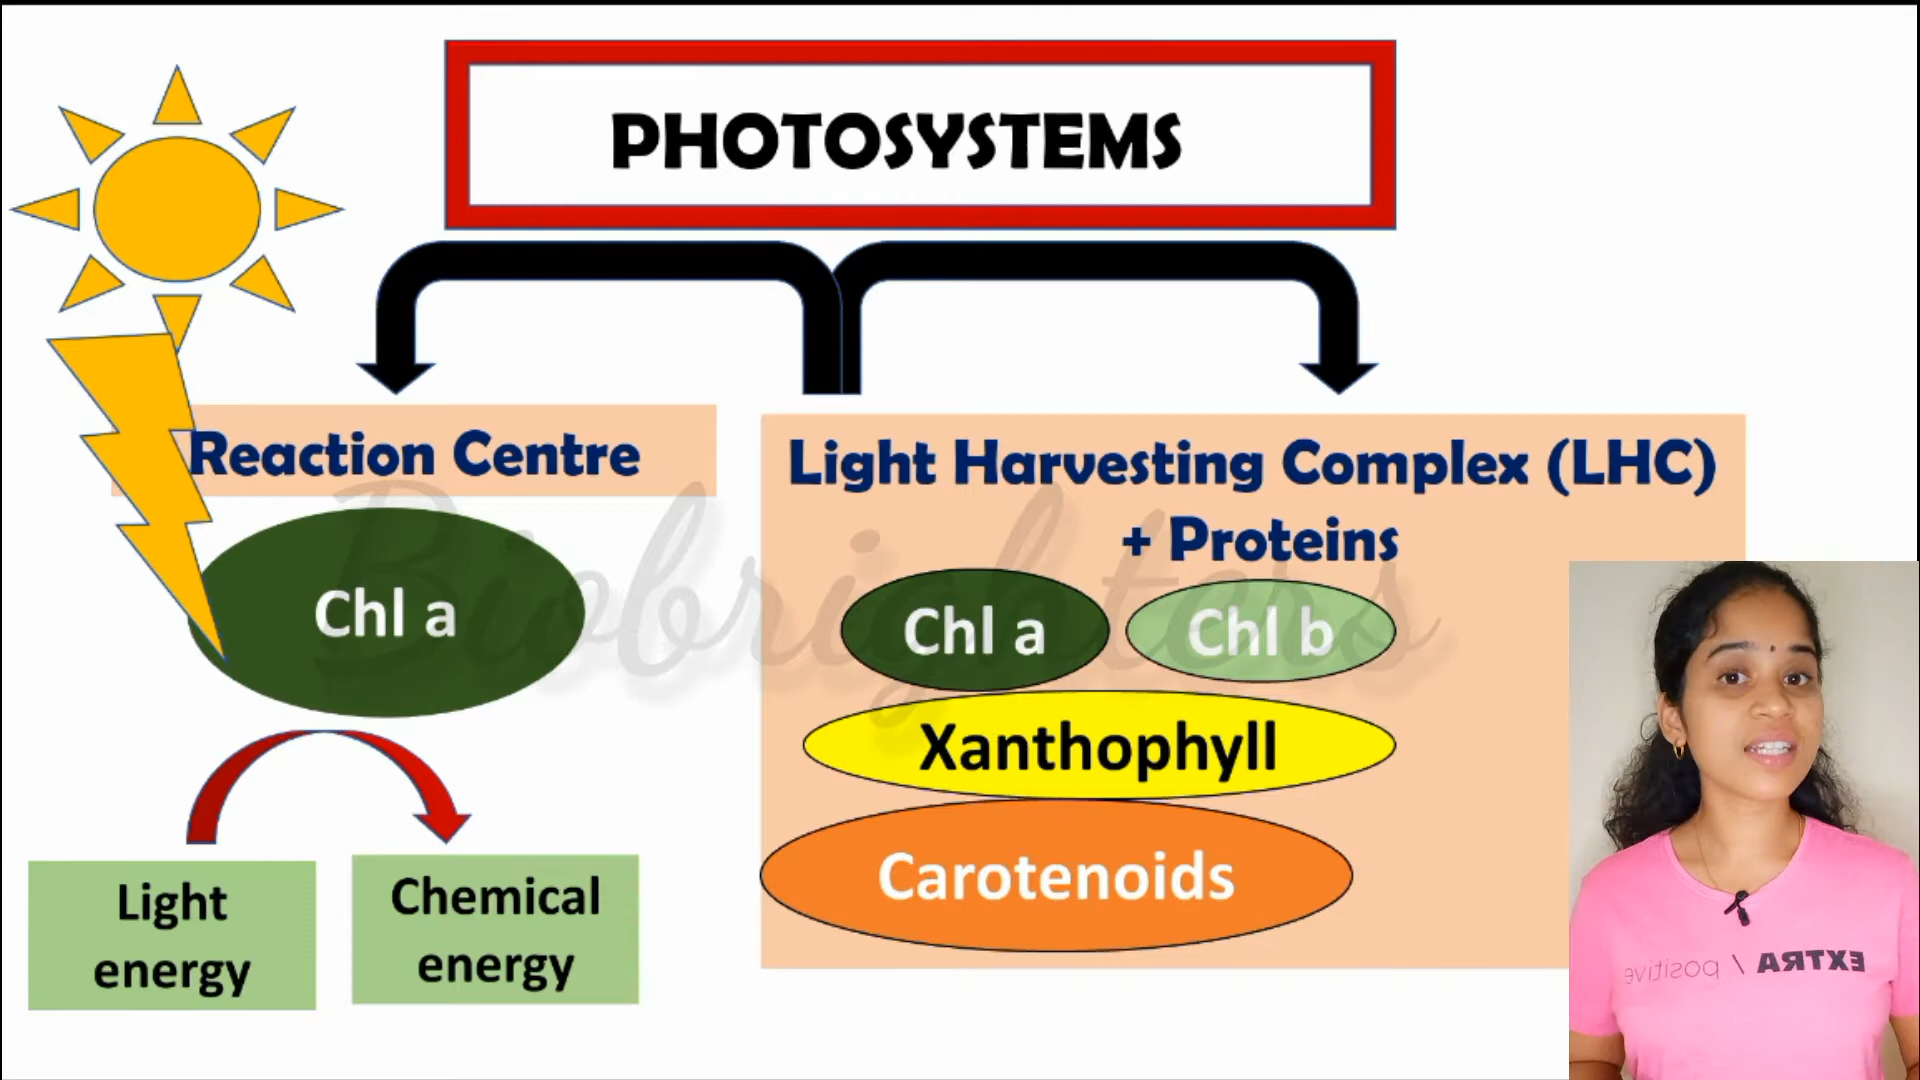 PHOTOSYSTEMS
Reaction Centre
Chl a
Light
energy
Chemical
energy
Light Harvesting Complex (LHC)
+ Proteins
Chl a
Chl b
Xanthophyll
Carotenoids
Biobrighters
EXTRA / positive